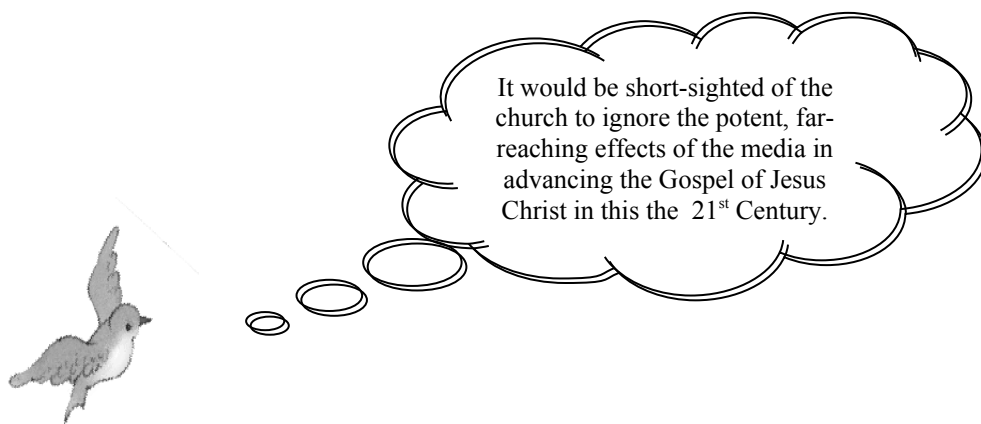 It would be short-sighted of the
church to ignore the potent, far-
reaching effects of the media in
advancing the Gospel of Jesus
Christ in this the 21st Century.